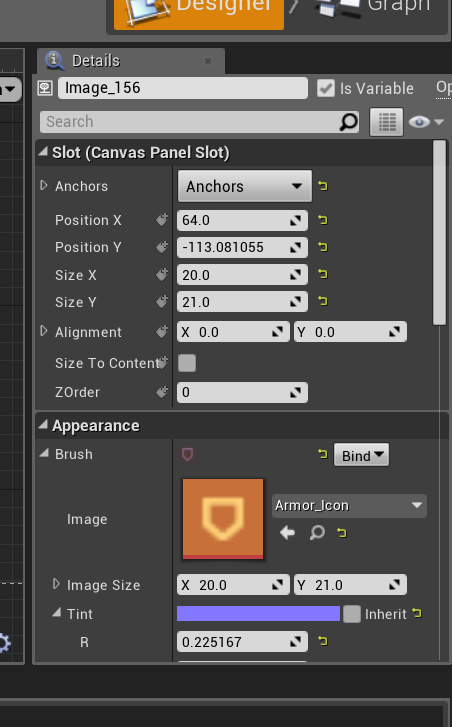 Designer
Graph
Details
Image_156
Is Variable
Op
Search
Slot (Canvas Panel Slot)
Anchors
Anchors
Position X
64.0
Position Y
-113.081055
Size X
20.0
Size Y
21.0
Alignment
X 0.0
Y 0.0
Size To Content
ZOrder
0
Appearance
Brush
Bind
Image
Armor_Icon
Image Size
X 20.0
Y 21.0
Tint
Inherit
R
0.225167